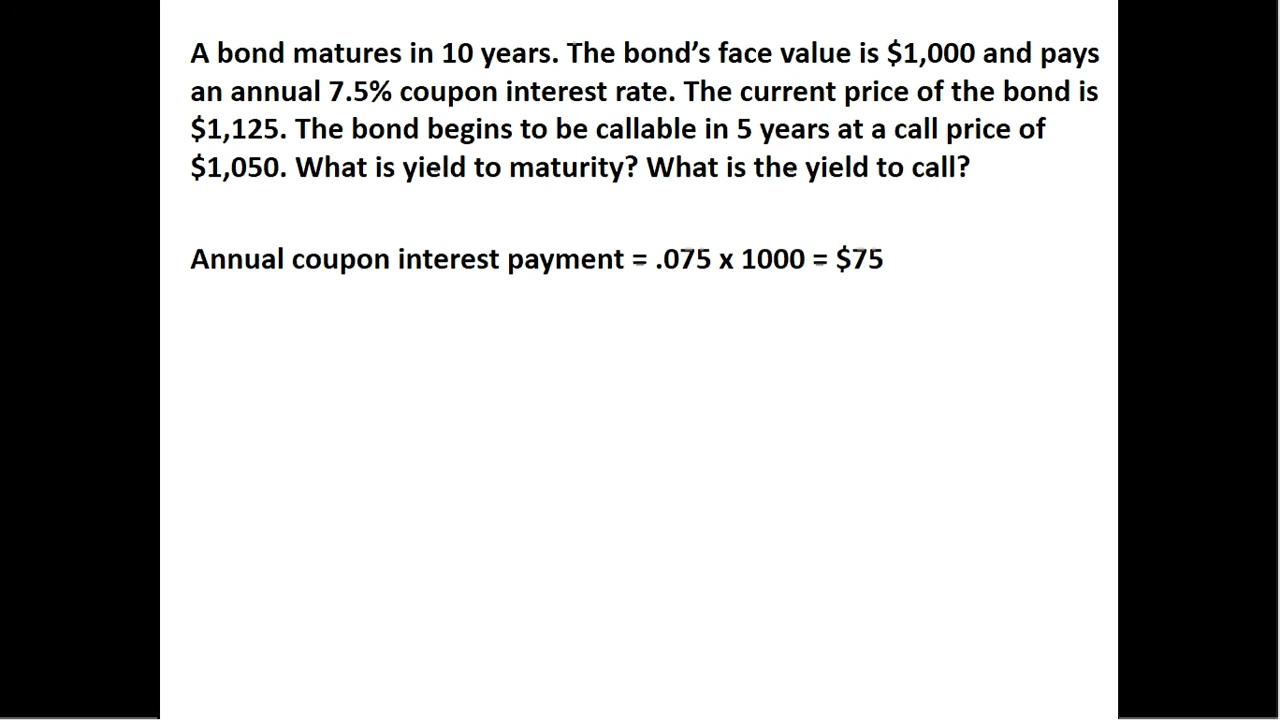 A bond matures in 10 years. The bond’s face value is $1,000 and pays
an annual 7.5% coupon interest rate. The current price of the bond is
$1,125. The bond begins to be callable in 5 years at a call price of
$1,050. What is yield to maturity? What is the yield to call?
Annual coupon interest payment = .075 x 1000 = $75